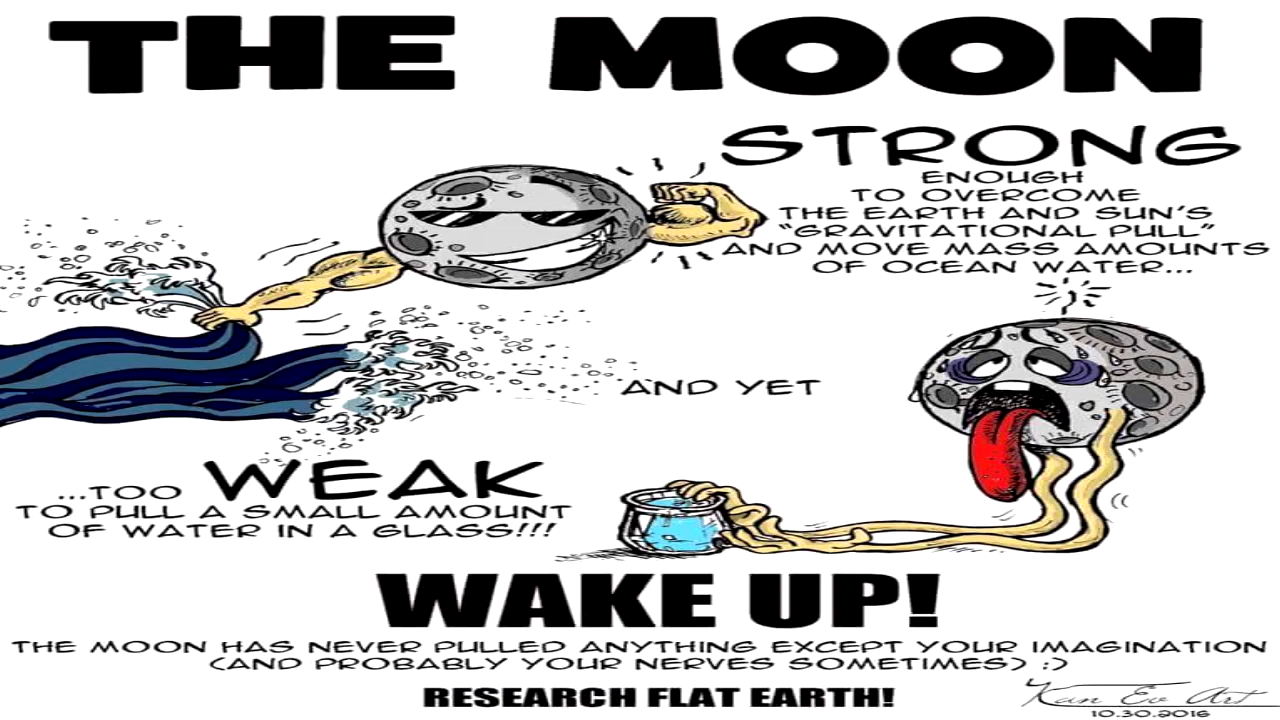 THE MOON
STRONG
ENOUGH
TO OVERCOME
THE EARTH AND SUN'S
"GRAVITATIONAL PULL"
AND MOVE MASS AMOUNTS
OF OCEAN WATER...
AND YET
...TOO WEAK
TO PULL A SMALL AMOUNT
OF WATER IN A GLASS!!!
WAKE UP!
THE MOON HAS NEVER PULLED ANYTHING EXCEPT YOUR IMAGINATION
(AND PROBABLY YOUR NERVES SOMETIMES) :)
RESEARCH FLAT EARTH!
Kan Ev Art
10.30.2016